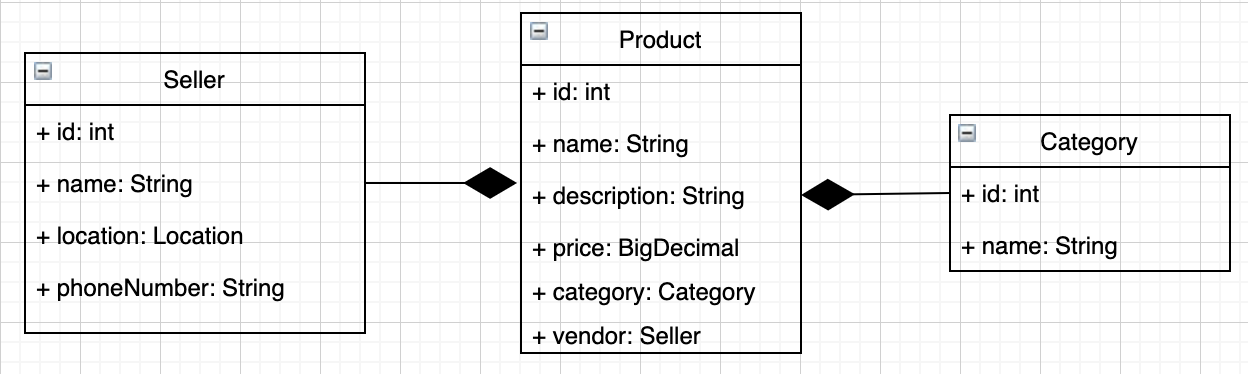 Seller
+ id: int
+ name: String
+ location: Location
+ phoneNumber: String
Product
+ id: int
+ name: String
+ description: String
+ price: BigDecimal
+ category: Category
+ vendor: Seller
Category
+ id: int
+ name: String